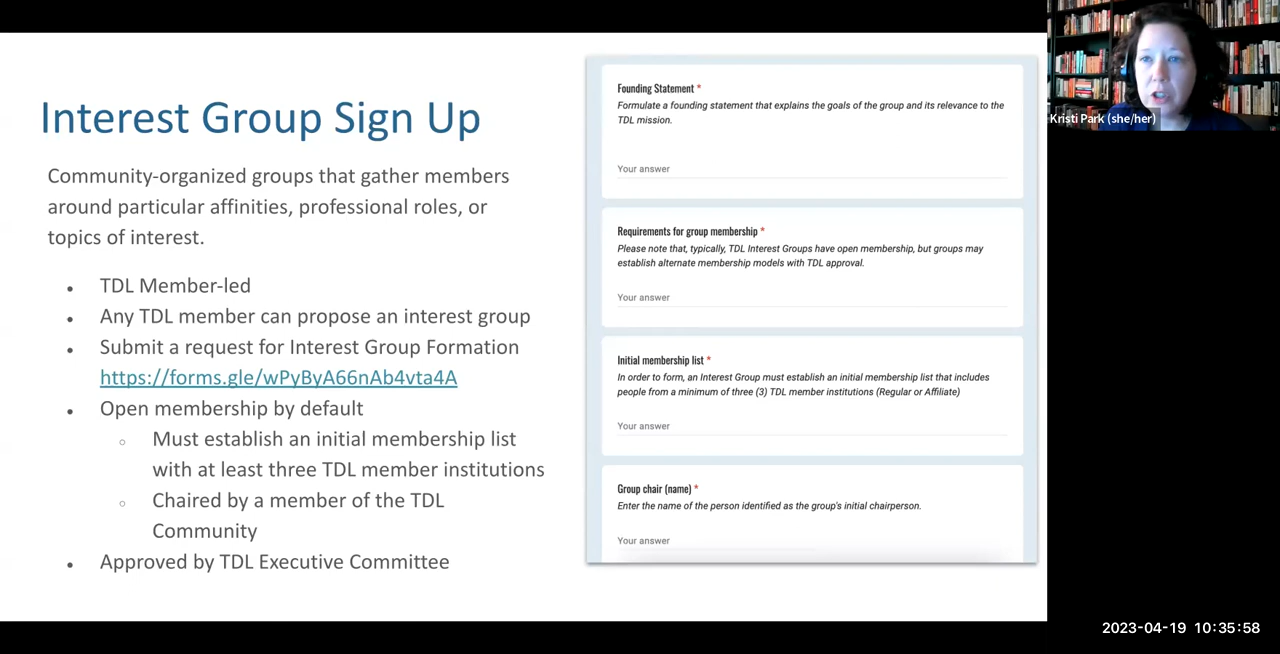 Interest Group Sign Up
Community-organized groups that gather members
around particular affinities, professional roles, or
topics of interest.
• TDL Member-led
• Any TDL member can propose an interest group
• Submit a request for Interest Group Formation
https://forms.gle/wPyByA66nAb4vta4A
• Open membership by default
○ Must establish an initial membership list
with at least three TDL member institutions
○ Chaired by a member of the TDL
Community
• Approved by TDL Executive Committee
Founding Statement *
Formulate a founding statement that explains the goals of the group and its relevance to the
TDL mission.
Your answer
Requirements for group membership *
Please note that, typically, TDL Interest Groups have open membership, but groups may
establish alternate membership models with TDL approval.
Your answer
Initial membership list *
In order to form, an Interest Group must establish an initial membership list that includes
people from a minimum of three (3) TDL member institutions (Regular or Affiliate)
Your answer
Group chair (name) *
Enter the name of the person identified as the group's initial chairperson.
Your answer
Kristi Park (she/her)
2023-04-19 10:35:58